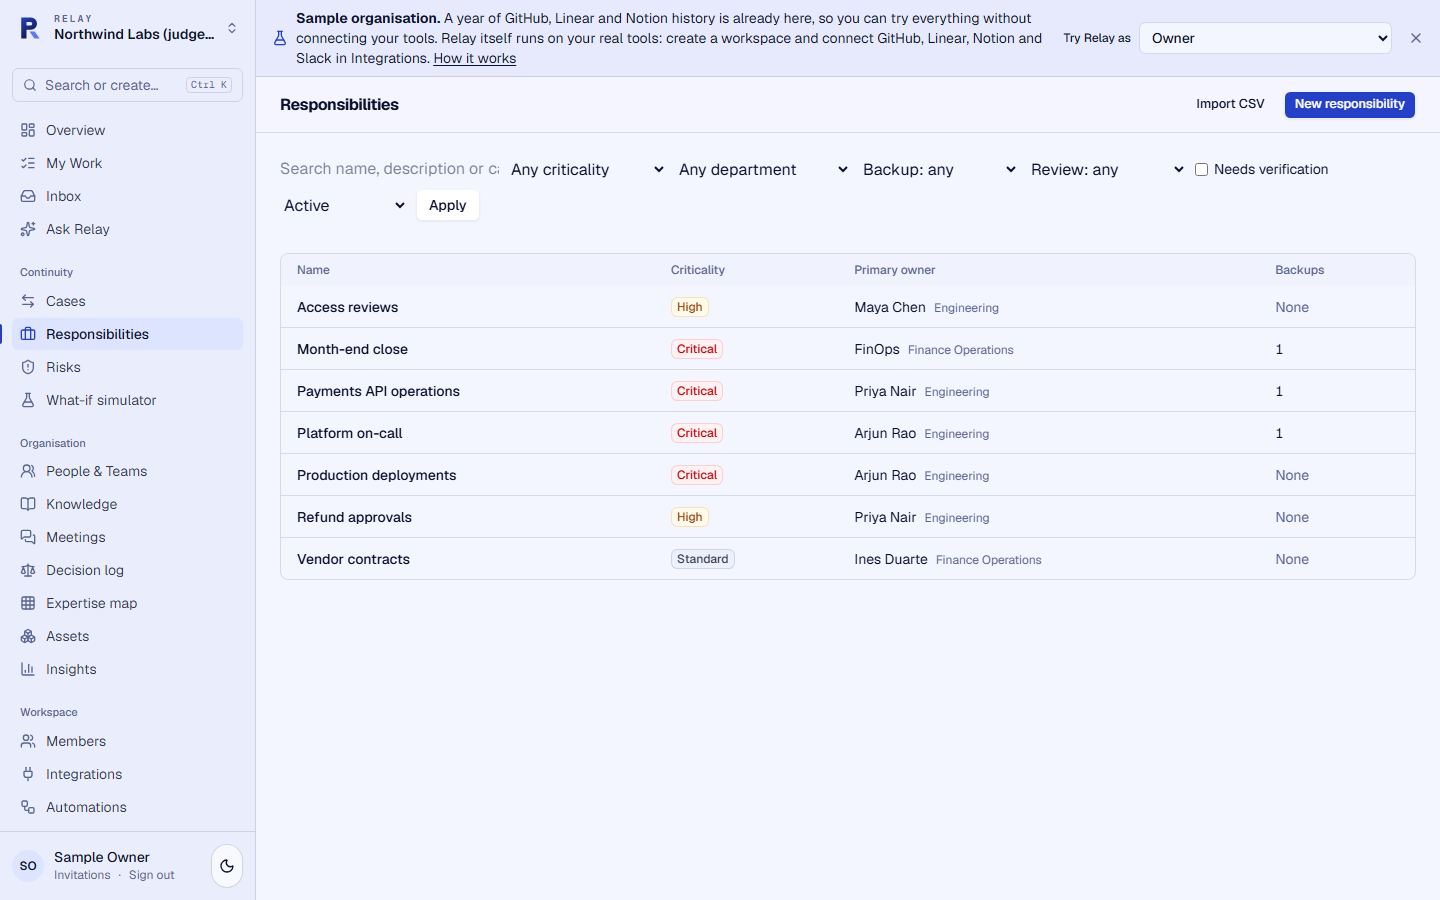 RELAY
Northwind Labs (judge...
Search or create...
Ctrl K
Overview
My Work
Inbox
Ask Relay
Continuity
Cases
Responsibilities
Risks
What-if simulator
Organisation
People & Teams
Knowledge
Meetings
Decision log
Expertise map
Assets
Insights
Workspace
Members
Integrations
Automations
SO
Sample Owner
Invitations · Sign out
Sample organisation. A year of GitHub, Linear and Notion history is already here, so you can try everything without
connecting your tools. Relay itself runs on your real tools: create a workspace and connect GitHub, Linear, Notion and
Slack in Integrations. How it works
Try Relay as
Owner
Responsibilities
Import CSV
New responsibility
Search name, description or ca
Any criticality
Any department
Backup: any
Review: any
Needs verification
Active
Apply
Name Criticality Primary owner Backups
Access reviews High Maya Chen Engineering None
Month-end close Critical FinOps Finance Operations 1
Payments API operations Critical Priya Nair Engineering 1
Platform on-call Critical Arjun Rao Engineering 1
Production deployments Critical Arjun Rao Engineering None
Refund approvals High Priya Nair Engineering None
Vendor contracts Standard Ines Duarte Finance Operations None